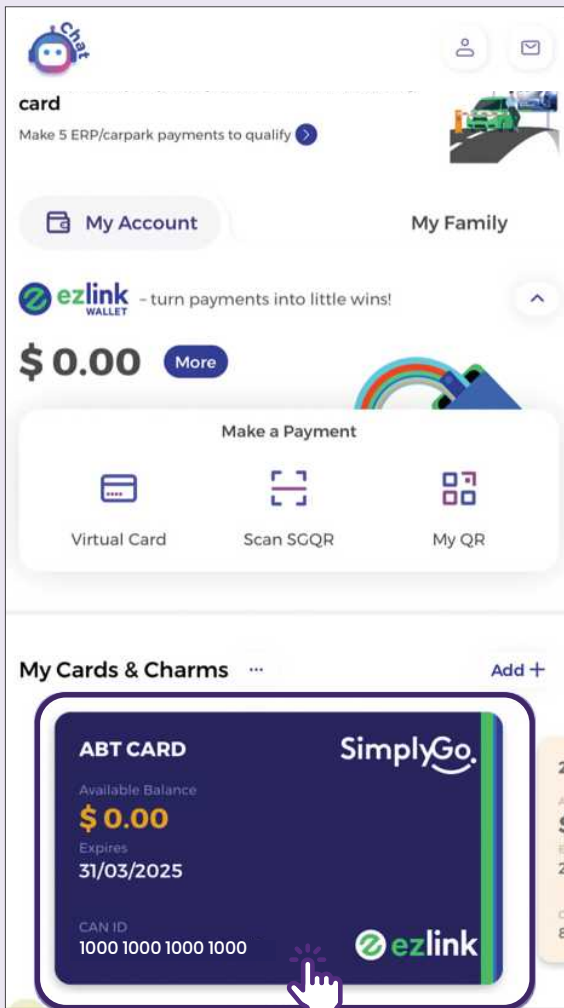 Chat
card
Make 5 ERP/carpark payments to qualify
My Account
My Family
ezlink
WALLET
- turn payments into little wins!
$ 0.00
More
Make a Payment
Virtual Card
Scan SGQR
My QR
My Cards & Charms ...
Add +
ABT CARD
SimplyGo.
Available Balance
$ 0.00
Expires
31/03/2025
CAN ID
1000 1000 1000 1000
ezlink